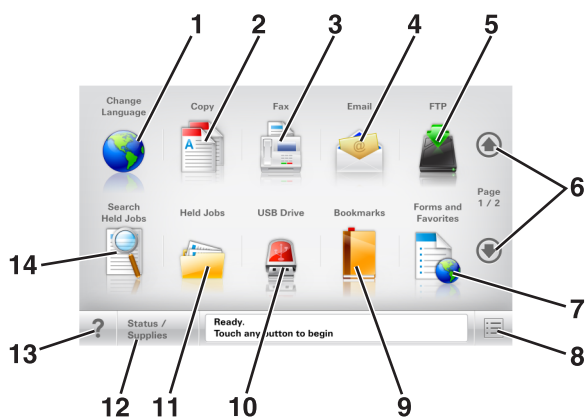 1 2 3 4 5
Change
Language
Copy
Fax
Email
FTP
A
@
6
Page
1 / 2
Search
Held Jobs
Held Jobs
USB Drive
Bookmarks
Forms and
Favorites
14
7
?
Status /
Supplies
Ready.
Touch any button to begin
8
13 12 11 10 9